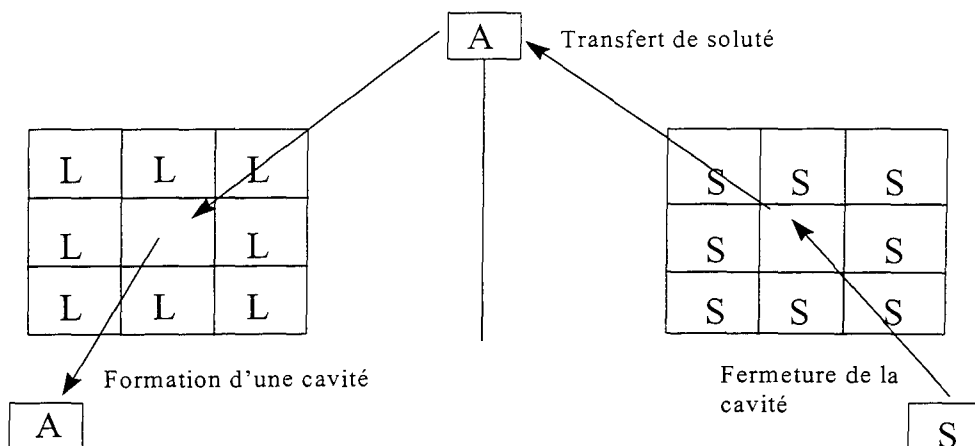 A
Transfert de soluté
L L L
S S S
L L
S S
L L L
S S S
Formation d'une cavité
Fermeture de la
cavité
A
S